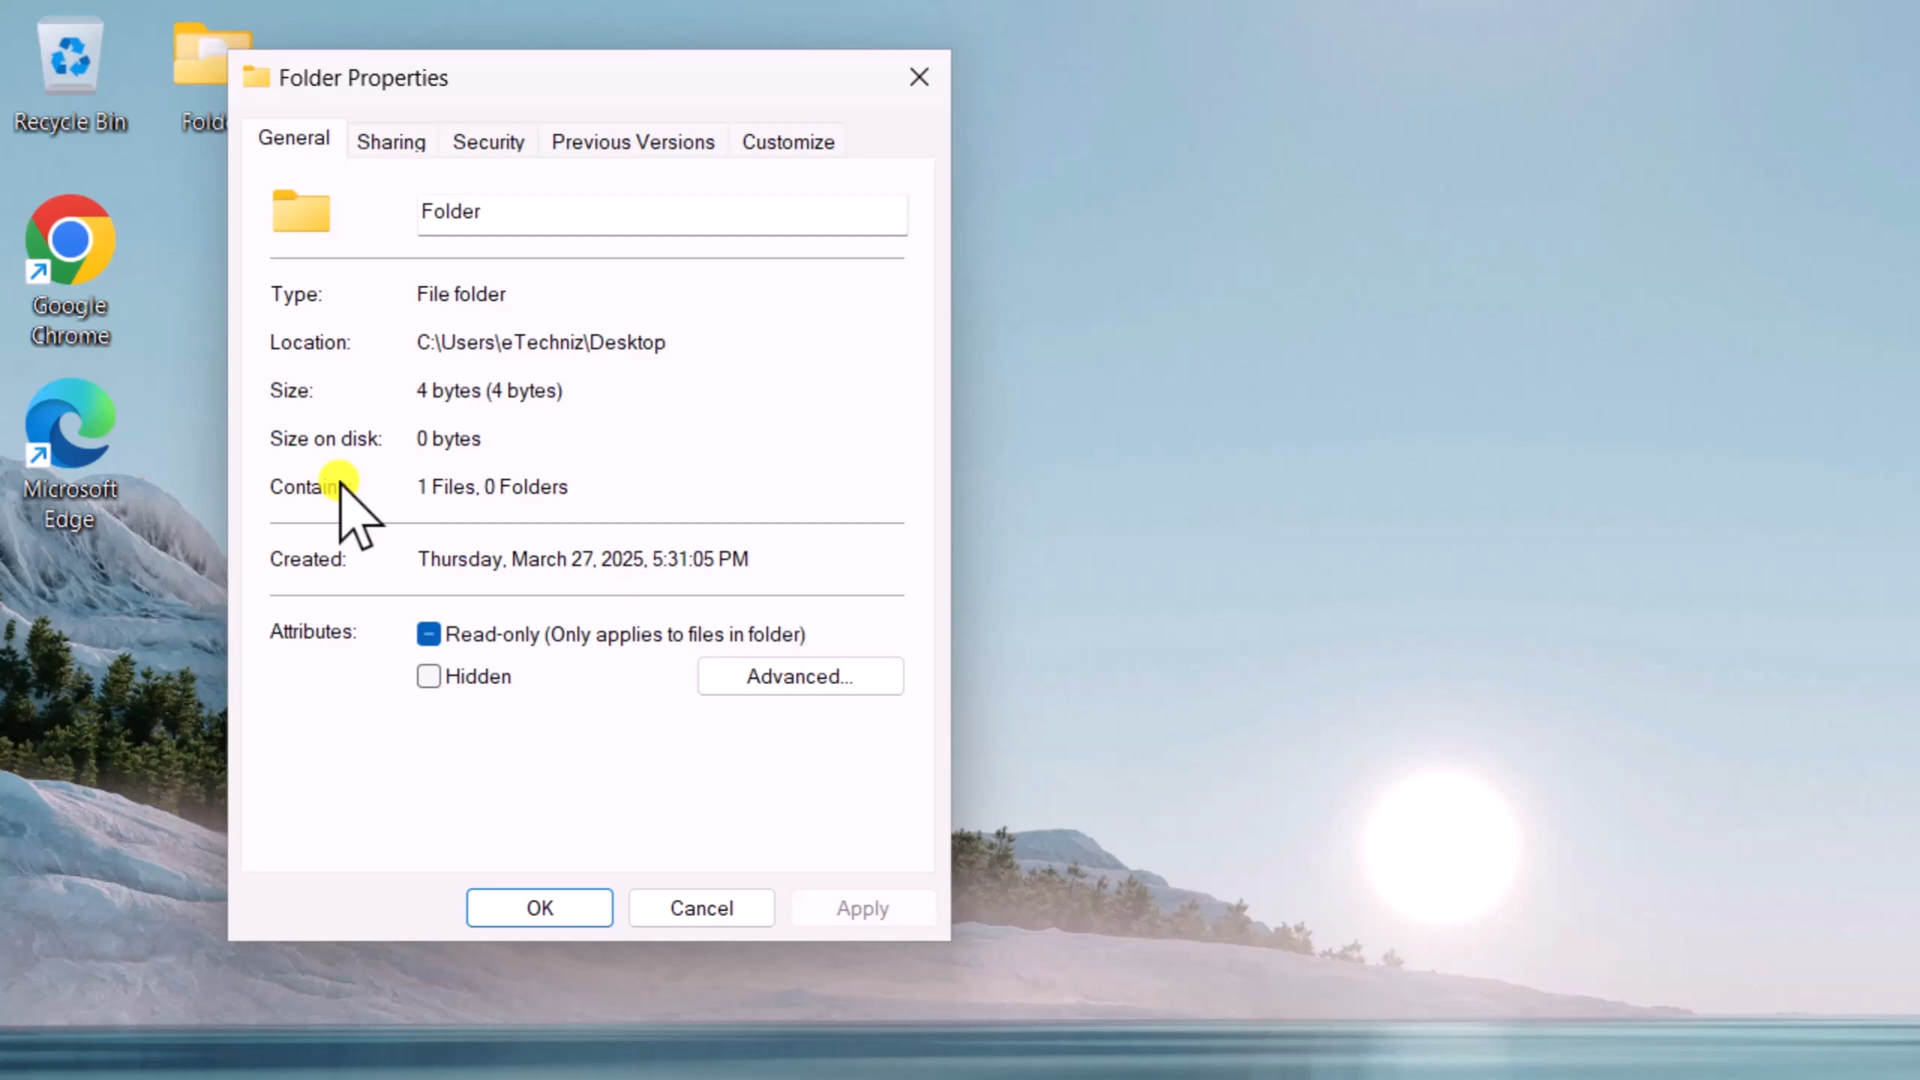 Recycle Bin
Google
Chrome
Microsoft
Edge
Folder Properties
General
Sharing
Security
Previous Versions
Customize
Folder
Type: File folder
Location: C:\Users\eTechniz\Desktop
Size: 4 bytes (4 bytes)
Size on disk: 0 bytes
1 Files, 0 Folders
Created: Thursday, March 27, 2025, 5:31:05 PM
Attributes: Read-only (Only applies to files in folder)
Hidden
Advanced...
OK
Cancel
Apply